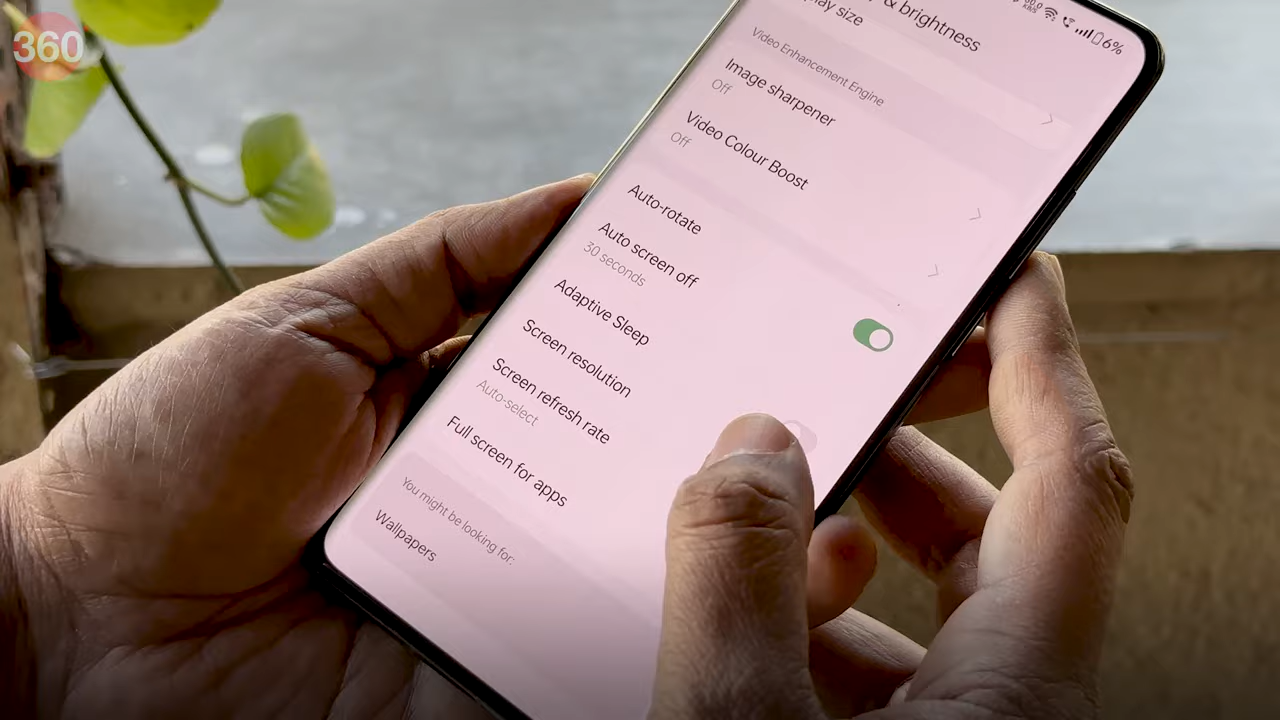 360
6%
& brightness
play size
Video Enhancement Engine
Image sharpener
Off
Video Colour Boost
Off
Auto-rotate
Auto screen off
30 seconds
Adaptive Sleep
Screen resolution
Screen refresh rate
Auto-select
Full screen for apps
You might be looking for:
Wallpapers